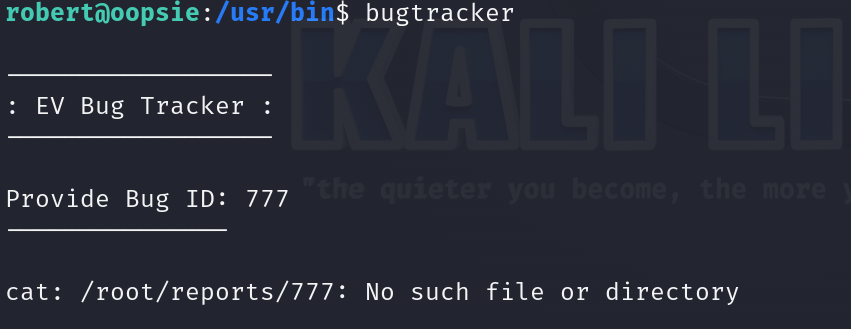 robert@oopsie:/usr/bin$ bugtracker
KALI LI
------------------
: EV Bug Tracker :
------------------
Provide Bug ID: 777
"the quieter you become, the more y
---------------
cat: /root/reports/777: No such file or directory